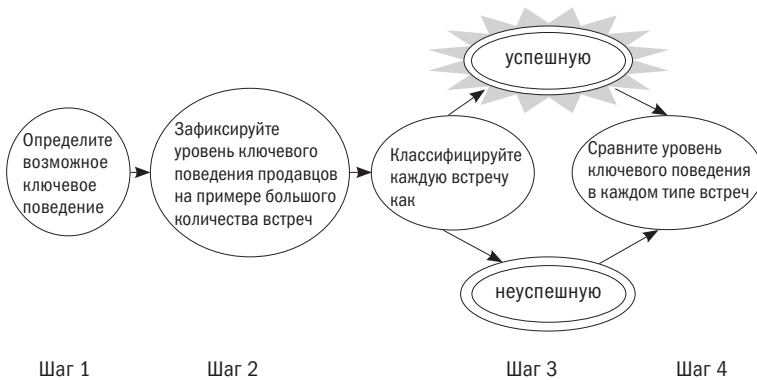 Определите
возможное
ключевое
поведение
Зафиксируйте
уровень ключевого
поведения продавцов
на примере большого
количества встреч
Классифицируйте
каждую встречу
как
успешную
неуспешную
Сравните уровень
ключевого поведения
в каждом типе встреч
Шаг 1
Шаг 2
Шаг 3
Шаг 4